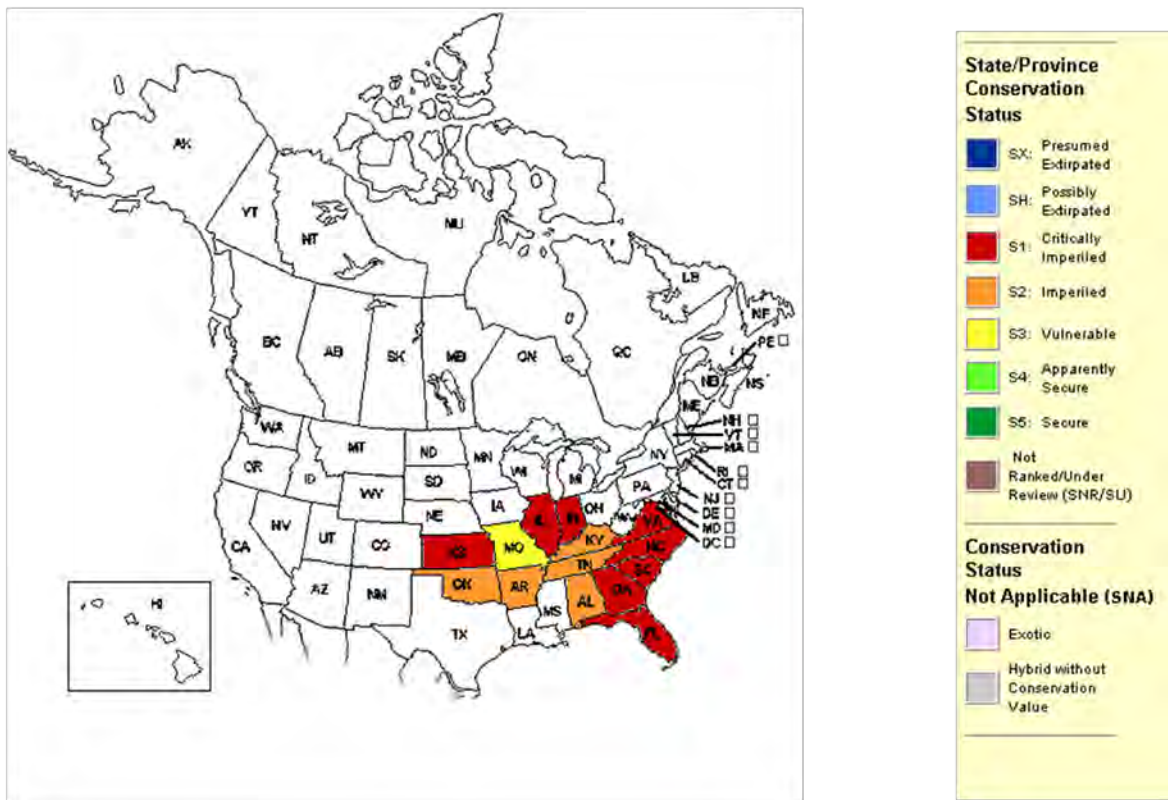 AK
YT
NT
NU
LB
NF
BC
AB
SK
MB
ON
QC
PE
NB
NS
ME
WA
MT
ND
MN
NH
VT
MA
OR
ID
SD
WI
MI
NY
RI
CT
WY
IA
PA
NJ
NE
OH
DE
NV
UT
CO
IL
IN
WV
VA
MD
DC
CA
KS
MO
KY
NC
TN
AZ
NM
OK
AR
SC
HI
TX
MS
AL
GA
LA
FL
State/Province
Conservation
Status
SX: Presumed
Extirpated
SH: Possibly
Extirpated
S1: Critically
Imperiled
S2: Imperiled
S3: Vulnerable
S4: Apparently
Secure
S5: Secure
Not
Ranked/Under
Review (SNR/SU)
Conservation
Status
Not Applicable (SNA)
Exotic
Hybrid without
Conservation
Value